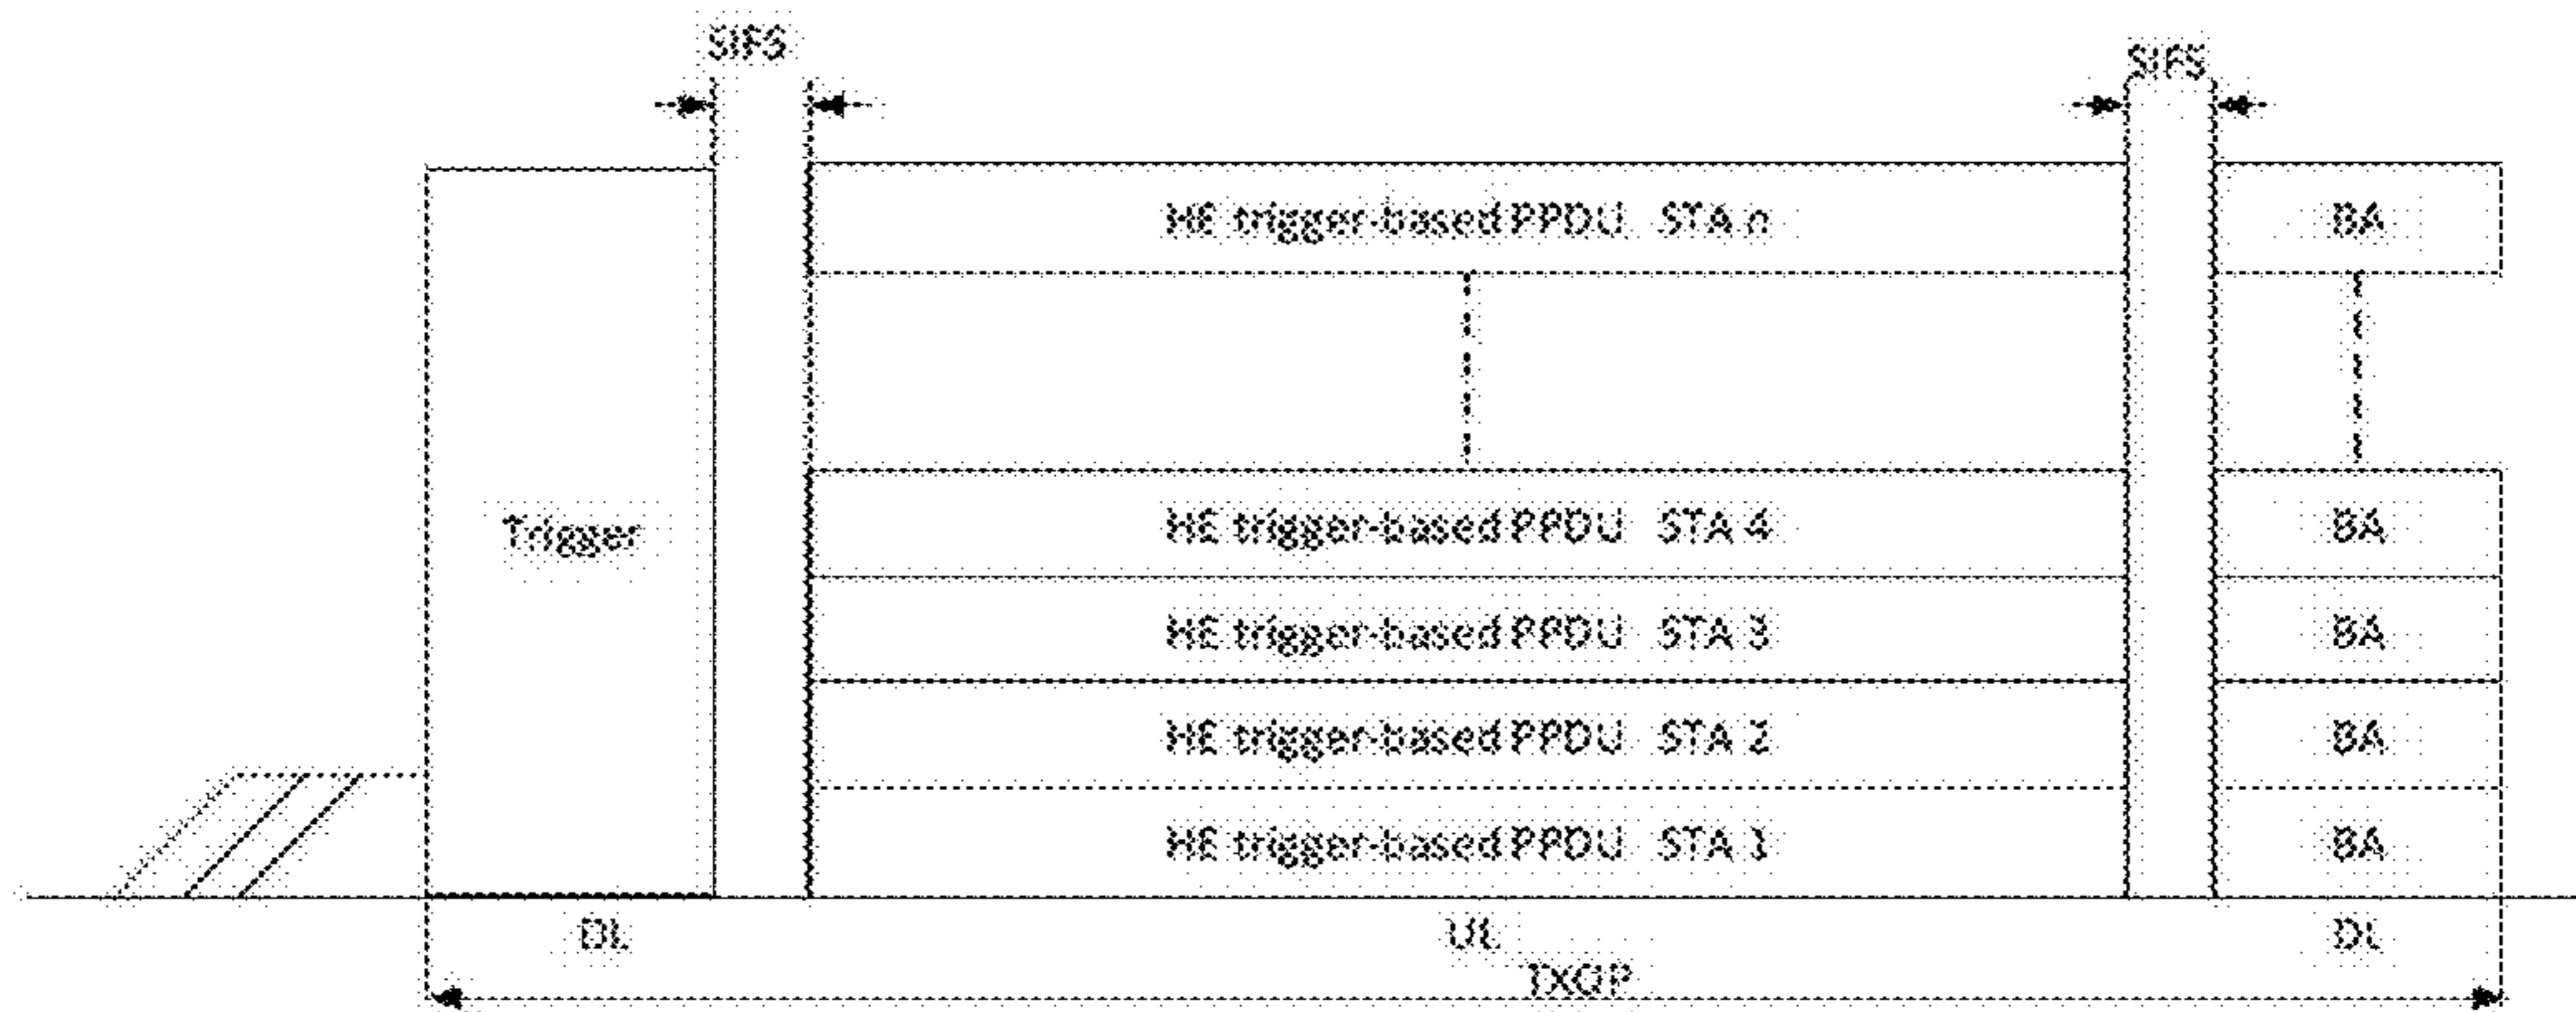 SIFS
SIFS
HE trigger-based PPDU STA n
BA
Trigger
HE trigger-based PPDU STA 4
BA
HE trigger-based PPDU STA 3
BA
HE trigger-based PPDU STA 2
BA
HE trigger-based PPDU STA 1
BA
DL
UL
DL
TXOP